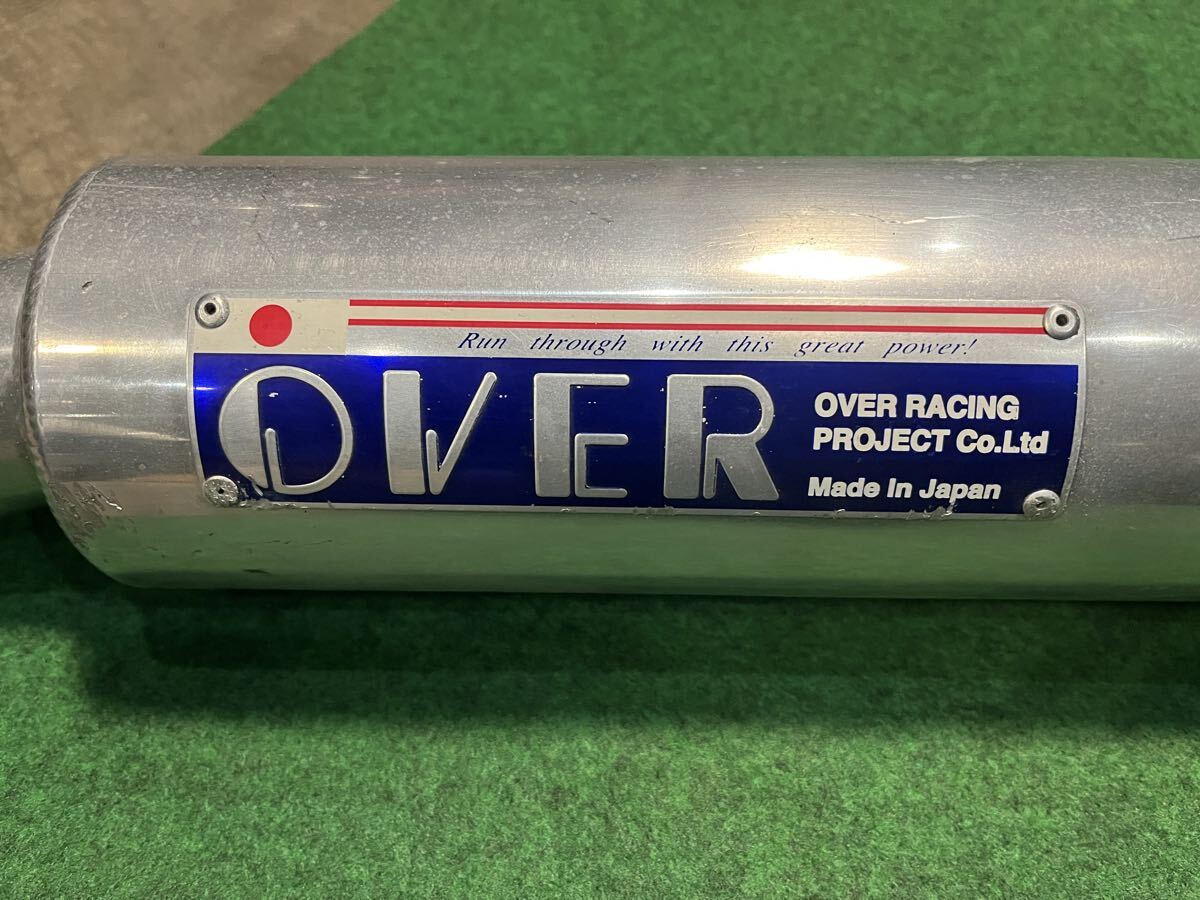 Run through with this great power!
OVER
OVER RACING
PROJECT Co.Ltd
Made In Japan